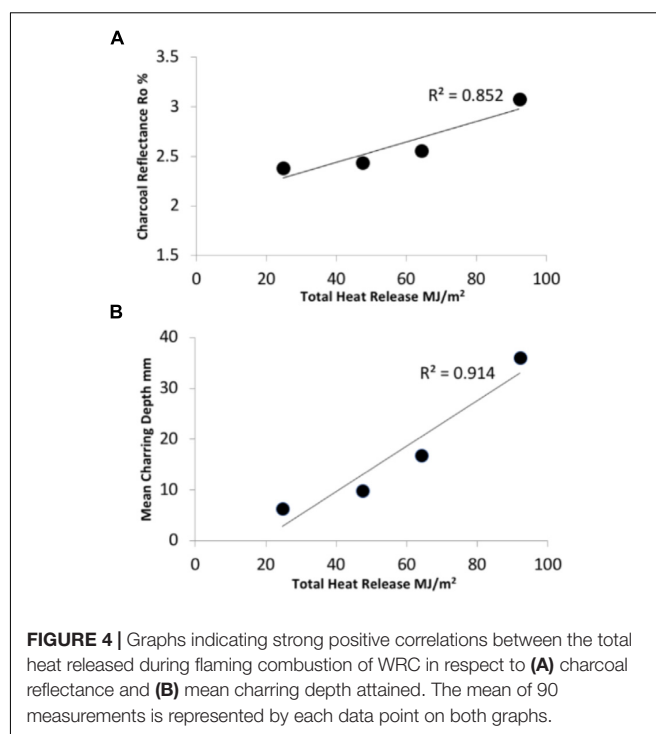 A
Charcoal Reflectance Ro %
3.5
3
2.5
2
1.5
R² = 0.852
0 20 40 60 80 100
Total Heat Release MJ/m²
B
Mean Charring Depth mm
40
30
20
10
0
R² = 0.914
0 20 40 60 80 100
Total Heat Release MJ/m²
FIGURE 4 | Graphs indicating strong positive correlations between the total
heat released during flaming combustion of WRC in respect to (A) charcoal
reflectance and (B) mean charring depth attained. The mean of 90
measurements is represented by each data point on both graphs.